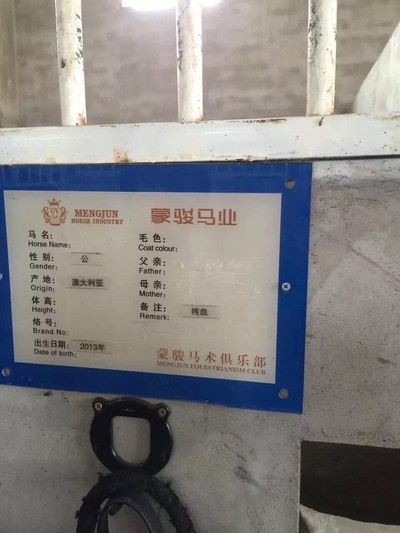 MENGJUN
HORSE INDUSTRY
蒙骏马业
马名:
Horse Name:
性别: 公
Gender:
产地: 澳大利亚
Origin:
体高:
Height:
烙号:
Brand No:
出生日期: 2013年
Date of birth:
毛色:
Coat colour:
父亲:
Father:
母亲:
Mother:
备注: 纯血
Remark:
蒙骏马术俱乐部
MENGJUN EQUESTRIANISM CLUB